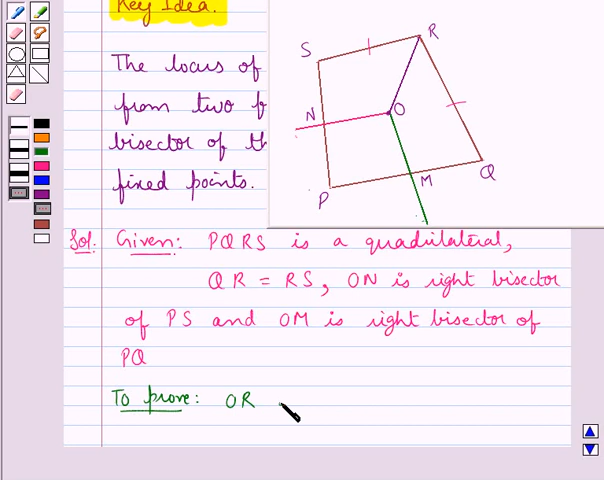 Key Idea.
The locus of
from two
bisector of th
fixed points.
S
R
N
O
P
M
Q
Sol: Given: PQRS is a quadrilateral,
QR = RS, ON is right bisector
of PS and OM is right bisector of
PQ
To prove: OR